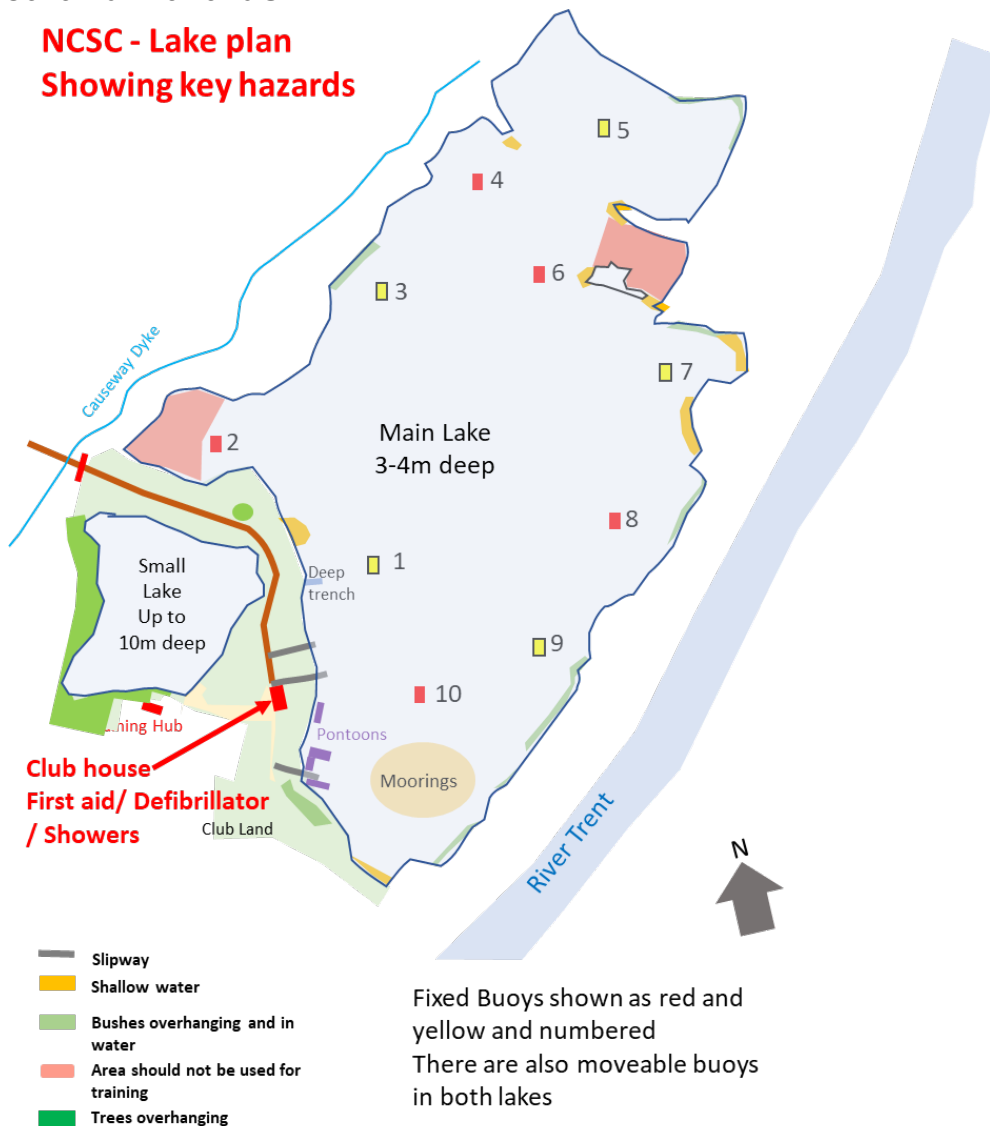 NCSC - Lake plan
Showing key hazards
5
4
6
3
Causeway Dyke
7
2
Main Lake
3-4m deep
8
1
Small
Lake
Up to
10m deep
Deep
trench
9
10
Pontoons
Hub
Moorings
Club house
First aid/ Defibrillator
/ Showers
Club Land
River Trent
N
Slipway
Shallow water
Bushes overhanging and in
water
Area should not be used for
training
Trees overhanging
Fixed Buoys shown as red and
yellow and numbered
There are also moveable buoys
in both lakes